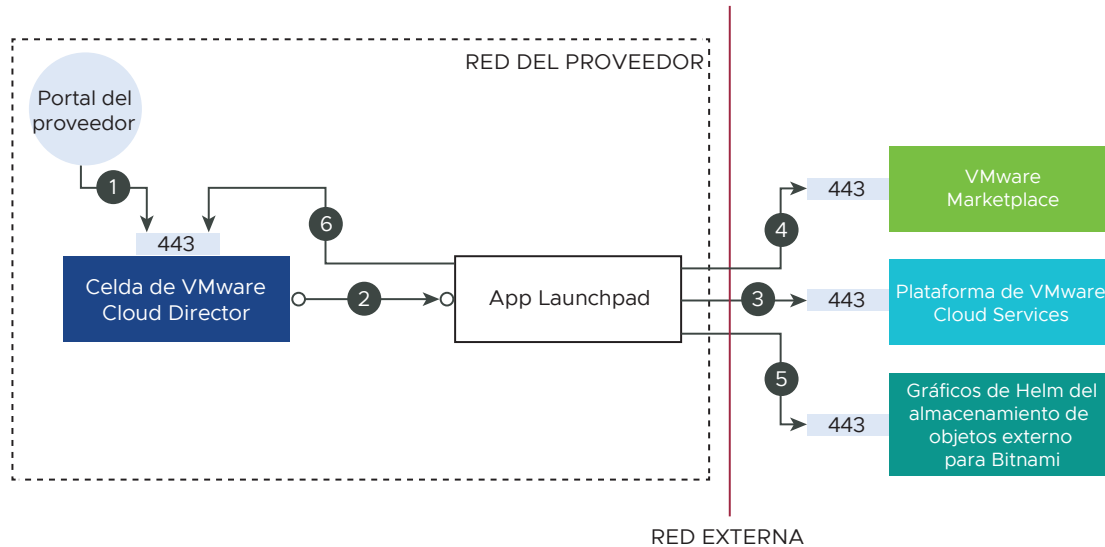 RED DEL PROVEEDOR
Portal del
proveedor
1
6
443
Celda de VMware
Cloud Director
2
App Launchpad
4
443
VMware
Marketplace
3
443
Plataforma de VMware
Cloud Services
5
443
Gráficos de Helm del
almacenamiento de
objetos externo
para Bitnami
RED EXTERNA